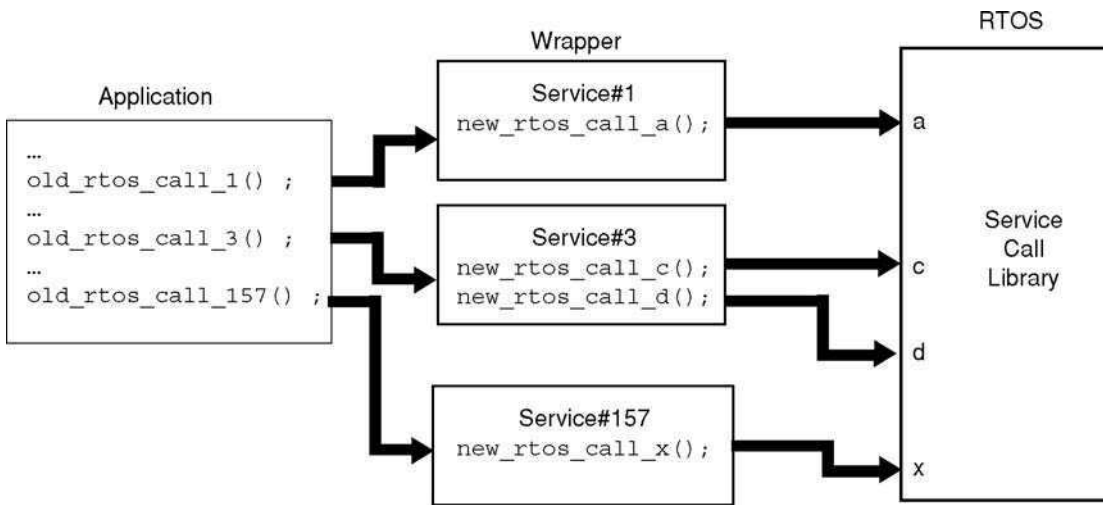 Application
…
old_rtos_call_1() ;
…
old_rtos_call_3() ;
…
old_rtos_call_157() ;
Wrapper
Service#1
new_rtos_call_a();
Service#3
new_rtos_call_c();
new_rtos_call_d();
Service#157
new_rtos_call_x();
RTOS
a
c
d
x
Service
Call
Library